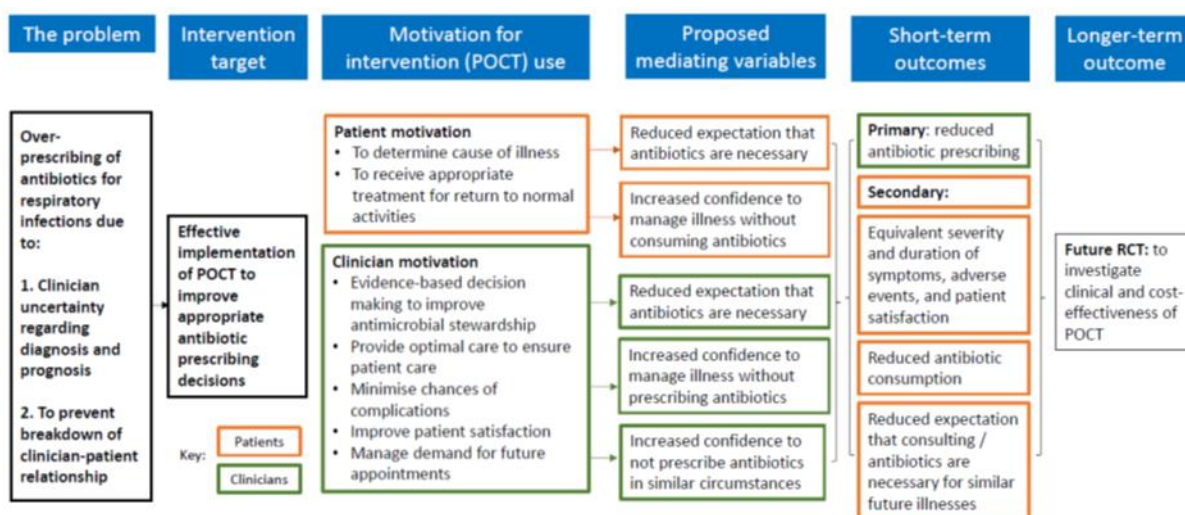 The problem
Intervention
target
Motivation for
intervention (POCT) use
Proposed
mediating variables
Short-term
outcomes
Longer-term
outcome
Over-
prescribing of
antibiotics for
respiratory
infections due
to:
1. Clinician
uncertainty
regarding
diagnosis and
prognosis
2. To prevent
breakdown of
clinician-patient
relationship
Effective
implementation
of POCT to
improve
appropriate
antibiotic
prescribing
decisions
Key:
Patients
Clinicians
Patient motivation
• To determine cause of illness
• To receive appropriate
treatment for return to normal
activities
Clinician motivation
• Evidence-based decision
making to improve
antimicrobial stewardship
• Provide optimal care to ensure
patient care
• Minimise chances of
complications
• Improve patient satisfaction
• Manage demand for future
appointments
Reduced expectation that
antibiotics are necessary
Increased confidence to
manage illness without
consuming antibiotics
Reduced expectation that
antibiotics are necessary
Increased confidence to
manage illness without
prescribing antibiotics
Increased confidence to
not prescribe antibiotics
in similar circumstances
Primary: reduced
antibiotic prescribing
Secondary:
Equivalent severity
and duration of
symptoms, adverse
events, and patient
satisfaction
Reduced antibiotic
consumption
Reduced expectation
that consulting /
antibiotics are
necessary for similar
future illnesses
Future RCT: to
investigate
clinical and cost-
effectiveness of
POCT